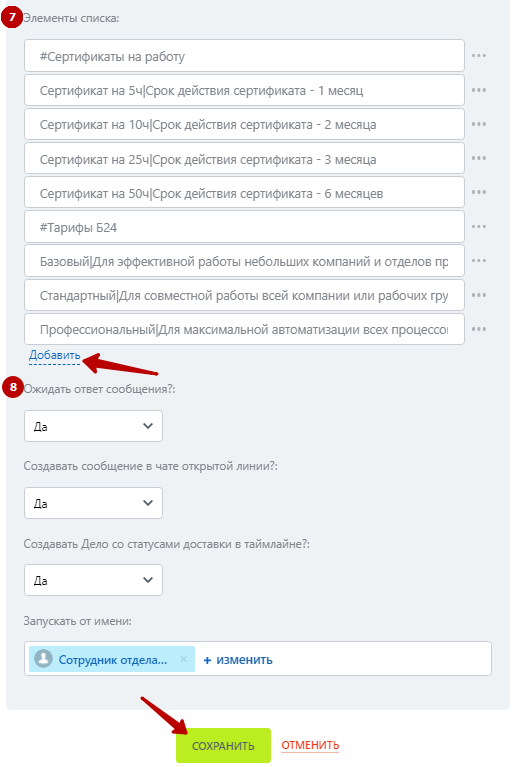 7 Элементы списка:
#Сертификаты на работу
Сертификат на 5ч|Срок действия сертификата - 1 месяц
Сертификат на 10ч|Срок действия сертификата - 2 месяца
Сертификат на 25ч|Срок действия сертификата - 3 месяца
Сертификат на 50ч|Срок действия сертификата - 6 месяцев
#Тарифы Б24
Базовый|Для эффективной работы небольших компаний и отделов пр
Стандартный|Для совместной работы всей компании или рабочих гру
Профессиональный|Для максимальной автоматизации всех процессо
Добавить
8 Ожидать ответ сообщения?:
Да
Создавать сообщение в чате открытой линии?:
Да
Создавать Дело со статусами доставки в таймлайне?:
Да
Запускать от имени:
Сотрудник отдела... × + изменить
СОХРАНИТЬ ОТМЕНИТЬ